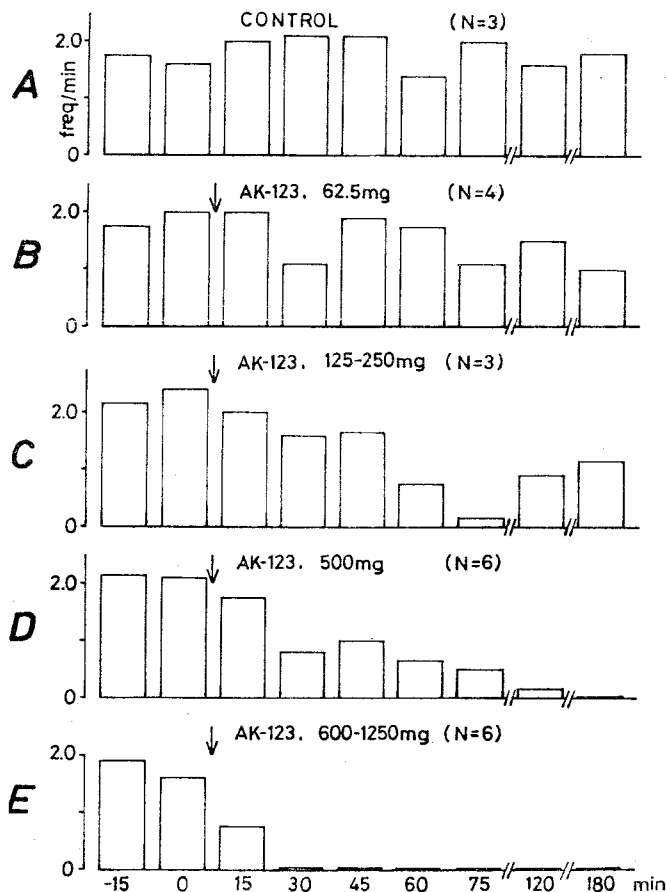 CONTROL (N=3)
A
freq/min
2.0
0
AK-123. 62.5mg (N=4)
B
2.0
0
AK-123. 125-250mg (N=3)
C
2.0
0
AK-123. 500mg (N=6)
D
2.0
0
AK-123. 600-1250mg (N=6)
E
2.0
0
-15 0 15 30 45 60 75 120 180 min